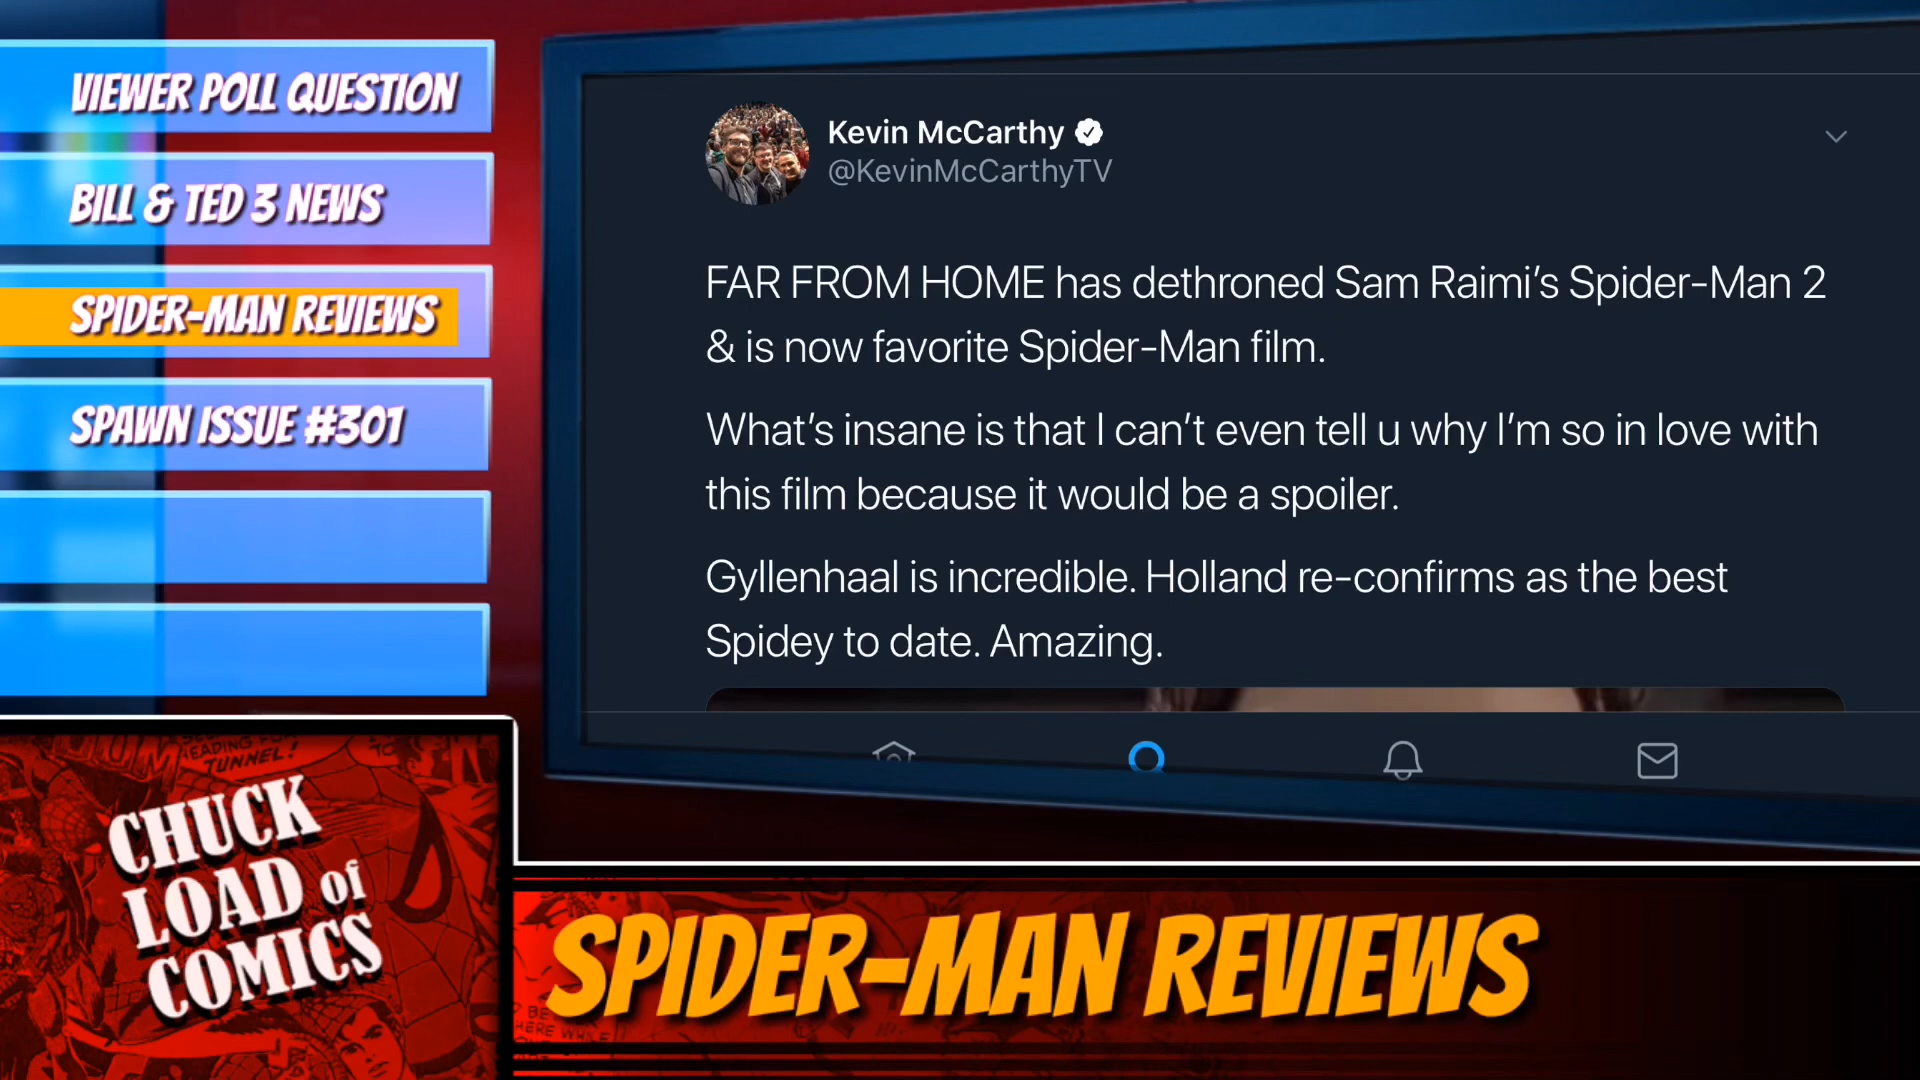 VIEWER POLL QUESTION
BILL & TED 3 NEWS
SPIDER-MAN REVIEWS
SPAWN ISSUE #301
Kevin McCarthy
@KevinMcCarthyTV
FAR FROM HOME has dethroned Sam Raimi's Spider-Man 2
& is now favorite Spider-Man film.
What's insane is that I can't even tell u why I'm so in love with
this film because it would be a spoiler.
Gyllenhaal is incredible. Holland re-confirms as the best
Spidey to date. Amazing.
TUNNEL!
CHUCK
LOAD of
COMICS
SPIDER-MAN REVIEWS
HERE WHILE